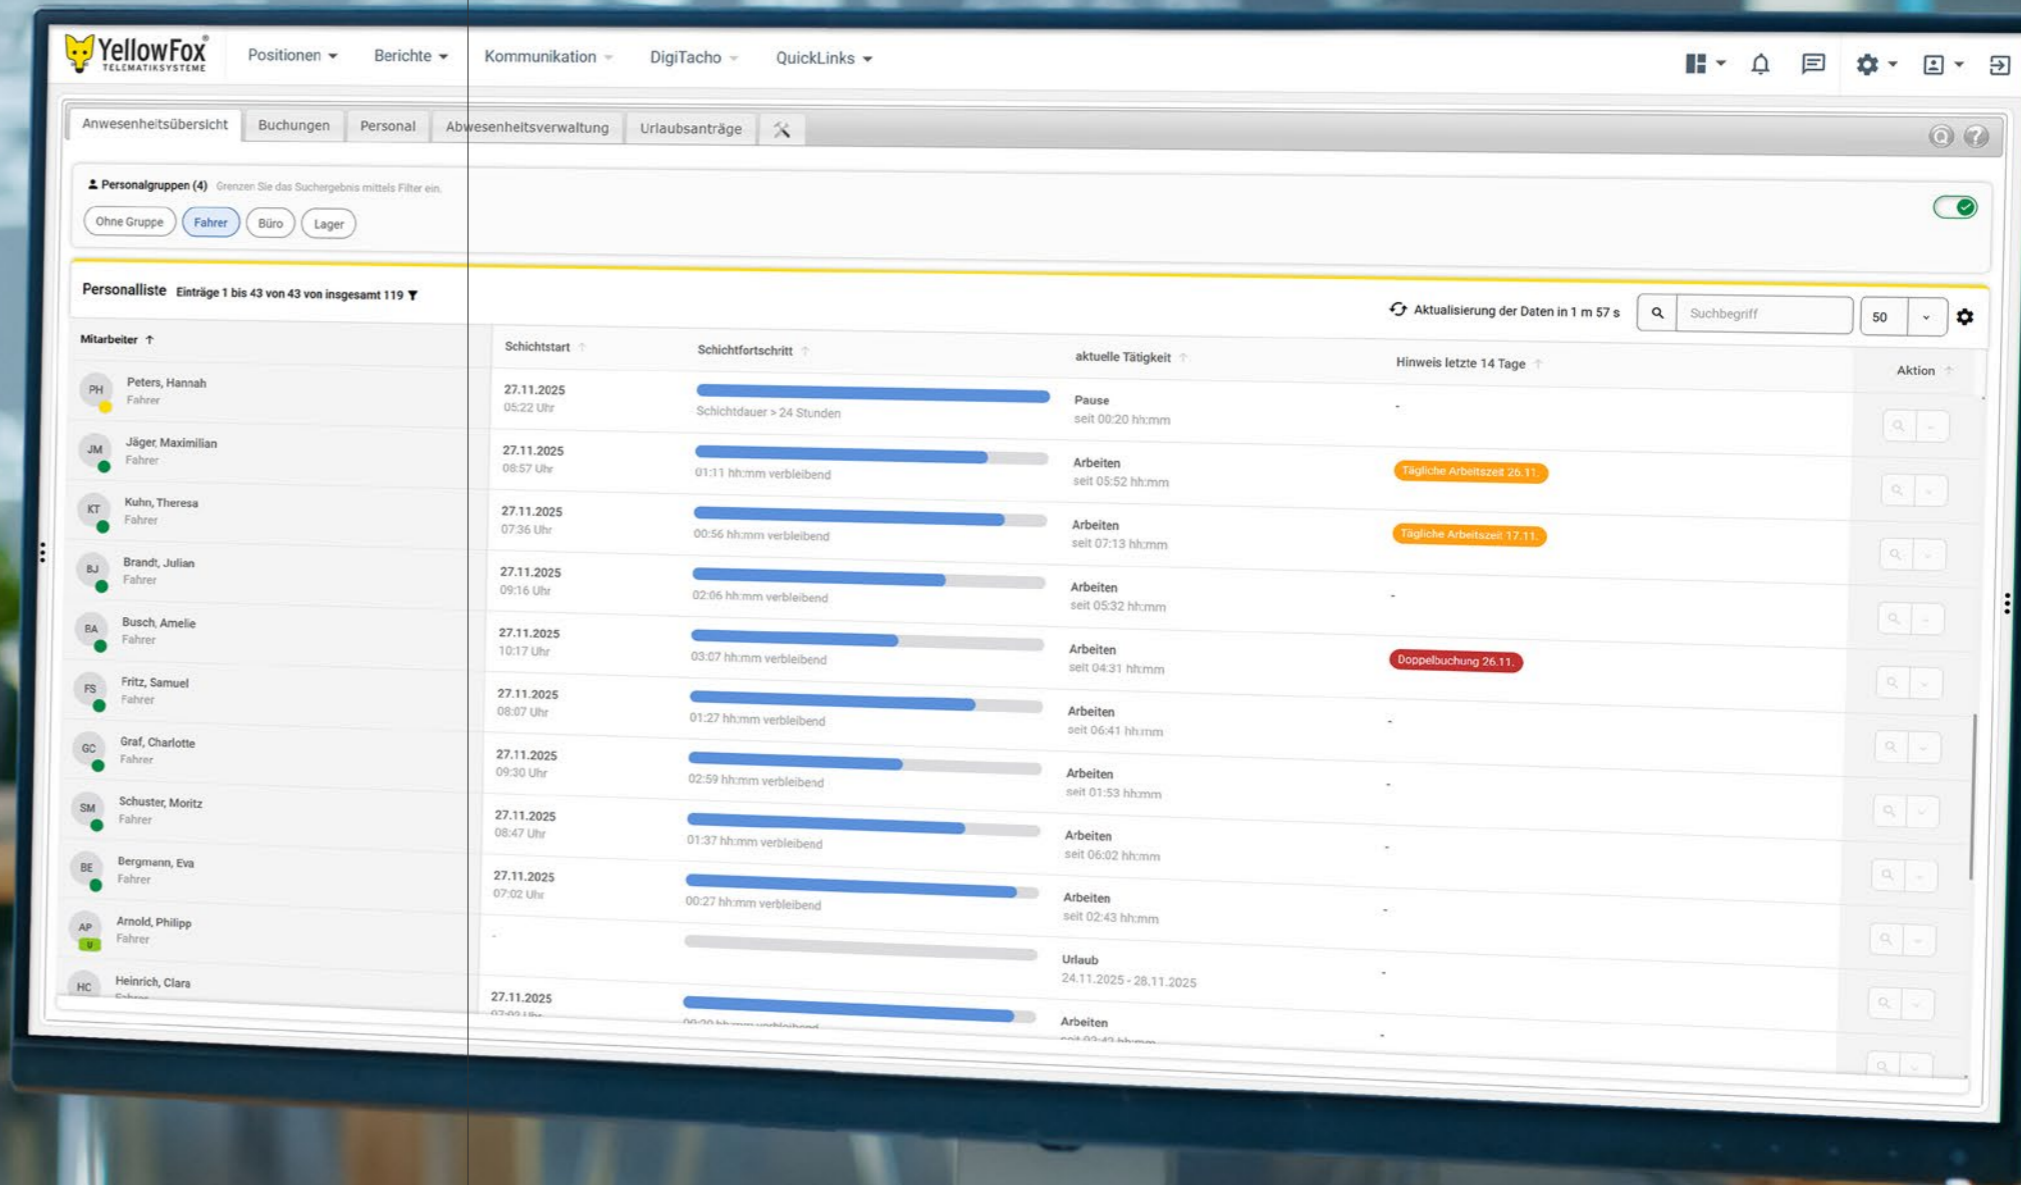 YellowFox®
TELEMATIKSYSTEME
Positionen
Berichte
Kommunikation
DigiTacho
QuickLinks
Anwesenheitsübersicht
Buchungen
Personal
Abwesenheitsverwaltung
Urlaubsanträge
Q
?
Personalgruppen (4) Grenzen Sie das Suchergebnis mittels Filter ein.
Ohne Gruppe
Fahrer
Büro
Lager
Personalliste Einträge 1 bis 43 von 43 von insgesamt 119
Aktualisierung der Daten in 1 m 57 s
Suchbegriff
50
Mitarbeiter
Schichtstart
Schichtfortschritt
aktuelle Tätigkeit
Hinweis letzte 14 Tage
Aktion
PH
Peters, Hannah
Fahrer
27.11.2025
05:22 Uhr
Schichtdauer > 24 Stunden
Pause
seit 00:20 hh:mm
-
JM
Jäger, Maximilian
Fahrer
27.11.2025
08:57 Uhr
01:11 hh:mm verbleibend
Arbeiten
seit 05:52 hh:mm
Tägliche Arbeitszeit 26.11.
KT
Kuhn, Theresa
Fahrer
27.11.2025
07:36 Uhr
00:56 hh:mm verbleibend
Arbeiten
seit 07:13 hh:mm
Tägliche Arbeitszeit 17.11.
BJ
Brandt, Julian
Fahrer
27.11.2025
09:16 Uhr
02:06 hh:mm verbleibend
Arbeiten
seit 05:32 hh:mm
-
BA
Busch, Amelie
Fahrer
27.11.2025
10:17 Uhr
03:07 hh:mm verbleibend
Arbeiten
seit 04:31 hh:mm
Doppelbuchung 26.11.
FS
Fritz, Samuel
Fahrer
27.11.2025
08:07 Uhr
01:27 hh:mm verbleibend
Arbeiten
seit 06:41 hh:mm
-
GC
Graf, Charlotte
Fahrer
27.11.2025
09:30 Uhr
02:59 hh:mm verbleibend
Arbeiten
seit 01:53 hh:mm
-
SM
Schuster, Moritz
Fahrer
27.11.2025
08:47 Uhr
01:37 hh:mm verbleibend
Arbeiten
seit 06:02 hh:mm
-
BE
Bergmann, Eva
Fahrer
27.11.2025
07:02 Uhr
00:27 hh:mm verbleibend
Arbeiten
seit 02:43 hh:mm
-
AP
U
Arnold, Philipp
Fahrer
-
Urlaub
24.11.2025 - 28.11.2025
-
HC
Heinrich, Clara
Fahrer
27.11.2025
Arbeiten
-